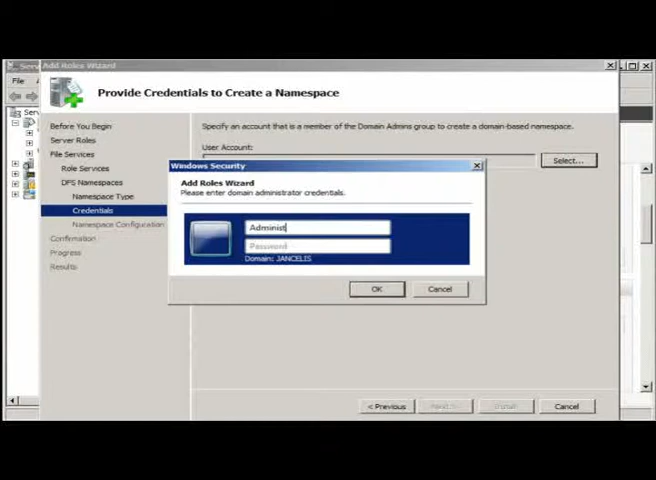 Add Roles Wizard
File
Provide Credentials to Create a Namespace
Before You Begin
Server Roles
File Services
Role Services
DFS Namespaces
Namespace Type
Credentials
Namespace Configuration
Confirmation
Progress
Results
Specify an account that is a member of the Domain Admins group to create a domain-based namespace.
User Account:
Select...
Windows Security
Add Roles Wizard
Please enter domain administrator credentials.
Administ
Password
Domain: JANCELIS
OK
Cancel
< Previous
Next >
Install
Cancel